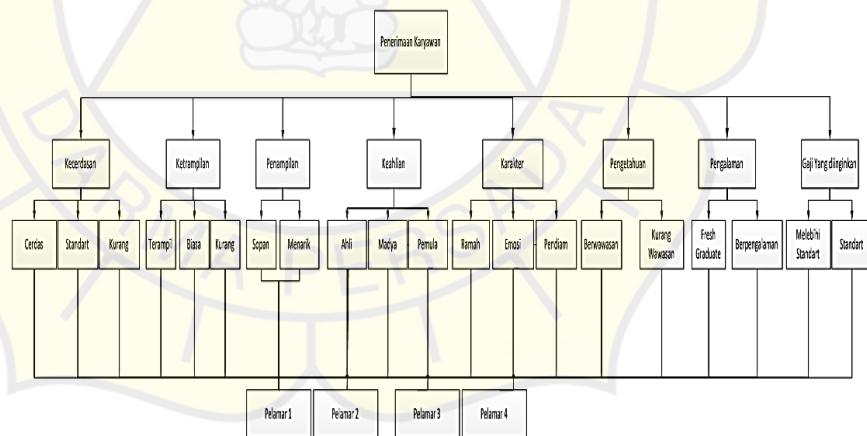 Penerimaan Karyawan
Kecerdasan
Ketrampilan
Penampilan
Keahlian
Karakter
Pengetahuan
Pengalaman
Gaji Yang diinginkan
Cerdas
Standart
Kurang
Terampil
Biasa
Kurang
Sopan
Menarik
Ahli
Madya
Pemula
Ramah
Emosi
Pendiam
Berwawasan
Kurang
Wawasan
Fresh
Graduate
Berpengalaman
Melebihi
Standart
Standart
Pelamar 1
Pelamar 2
Pelamar 3
Pelamar 4
DARMA PERSADA